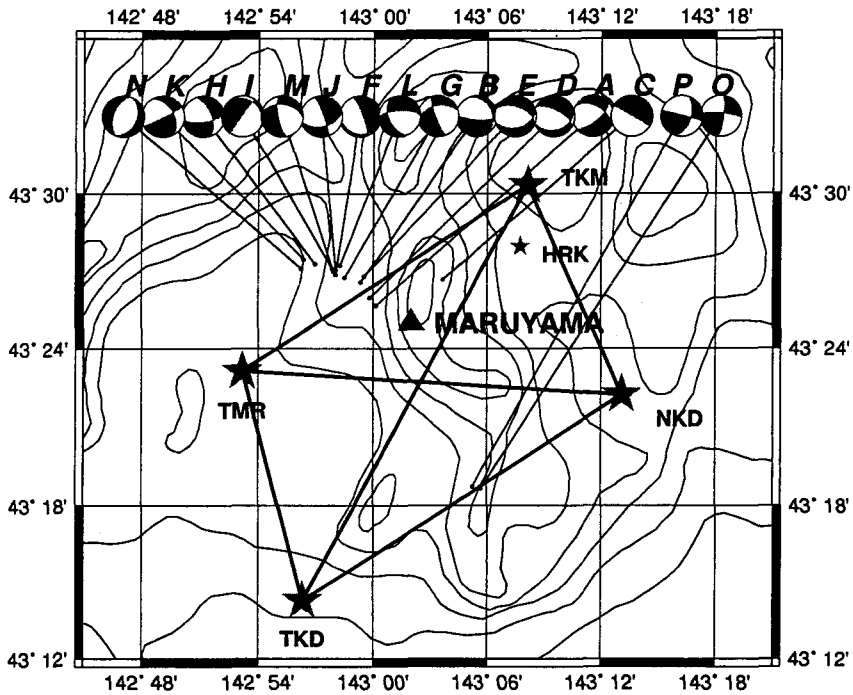 142° 48' 142° 54' 143° 00' 143° 06' 143° 12' 143° 18'
N K H I M J F L G B E D A C P O
43° 30' 43° 30'
TKM
HRK
MARUYAMA
43° 24' 43° 24'
TMR
NKD
43° 18' 43° 18'
TKD
43° 12' 43° 12'
142° 48' 142° 54' 143° 00' 143° 06' 143° 12' 143° 18'